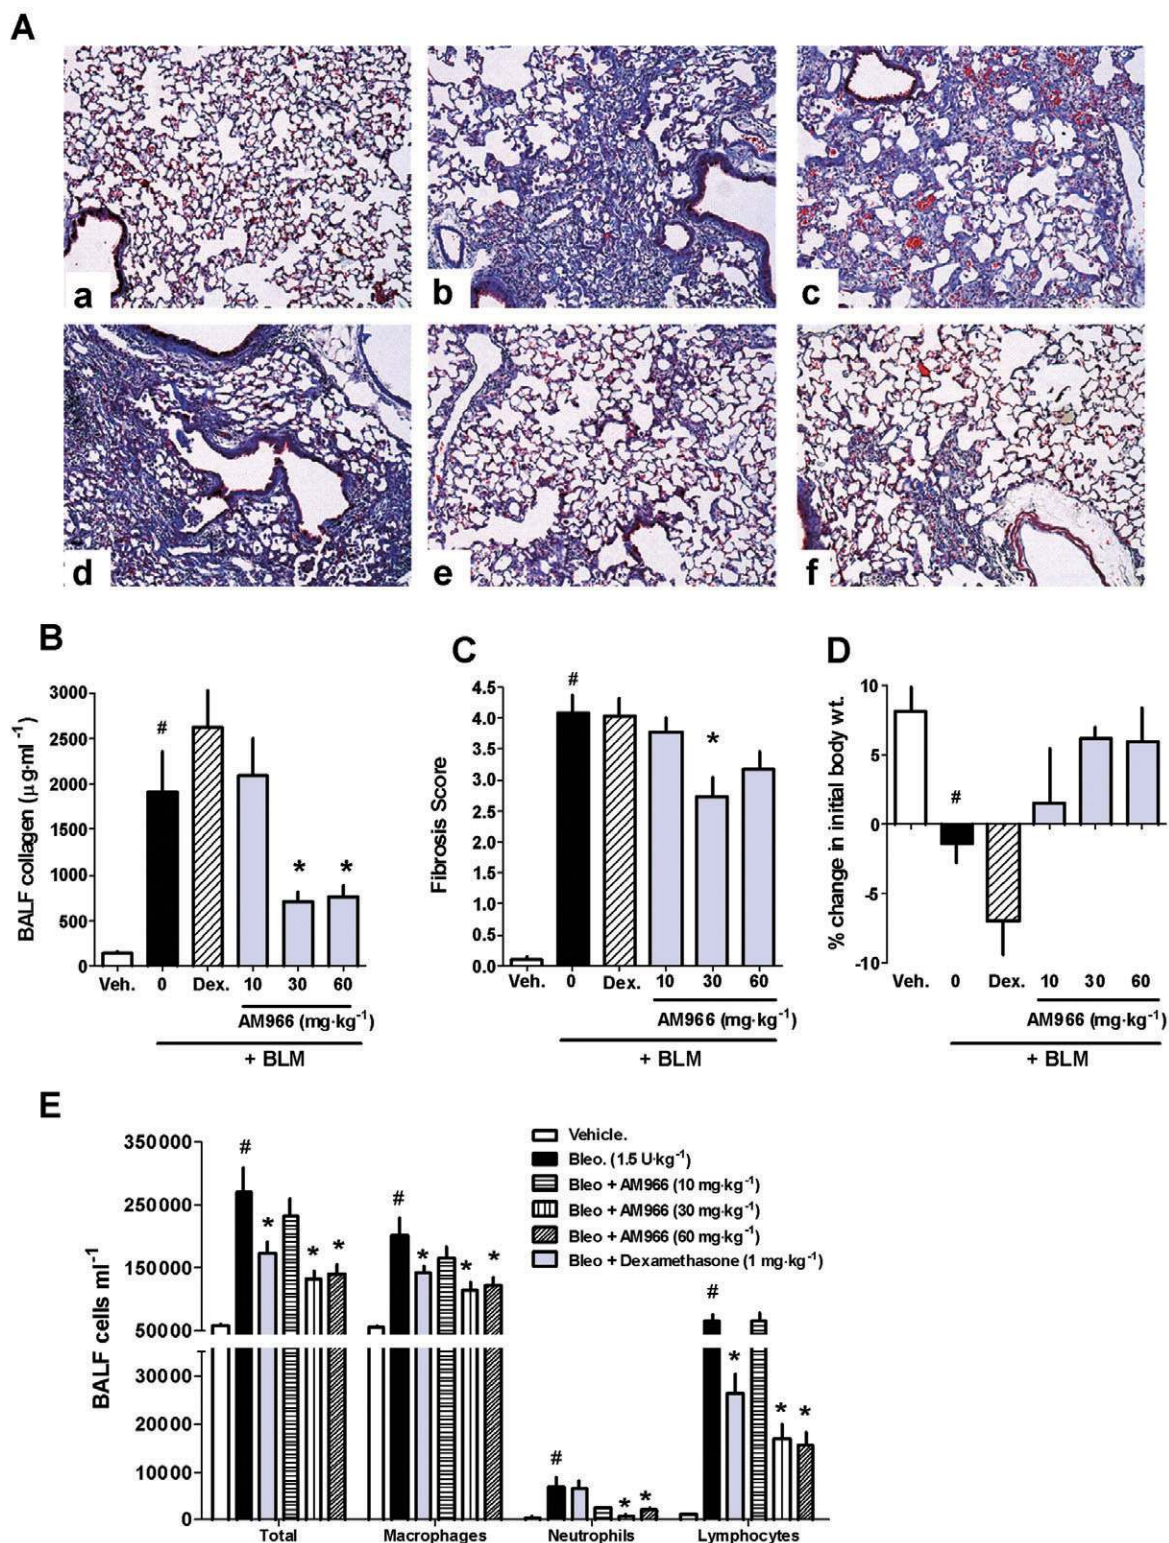 A
a
b
c
d
e
f
B
BALF collagen (µg·ml⁻¹)
3000
2500
2000
1500
1000
500
0
#
*
*
Veh.
0
Dex.
10
30
60
AM966 (mg·kg⁻¹)
+ BLM
C
Fibrosis Score
4.5
4.0
3.5
3.0
2.5
2.0
1.5
1.0
0.5
0.0
#
*
Veh.
0
Dex.
10
30
60
AM966 (mg·kg⁻¹)
+ BLM
D
% change in initial body wt.
10
5
0
-5
-10
#
Veh.
0
Dex.
10
30
60
AM966 (mg·kg⁻¹)
+ BLM
E
BALF cells ml⁻¹
350000
250000
150000
50000
30000
20000
10000
0
Vehicle.
Bleo. (1.5 U·kg⁻¹)
Bleo + AM966 (10 mg·kg⁻¹)
Bleo + AM966 (30 mg·kg⁻¹)
Bleo + AM966 (60 mg·kg⁻¹)
Bleo + Dexamethasone (1 mg·kg⁻¹)
#
*
*
*
#
*
*
*
#
*
*
#
*
*
*
Total
Macrophages
Neutrophils
Lymphocytes